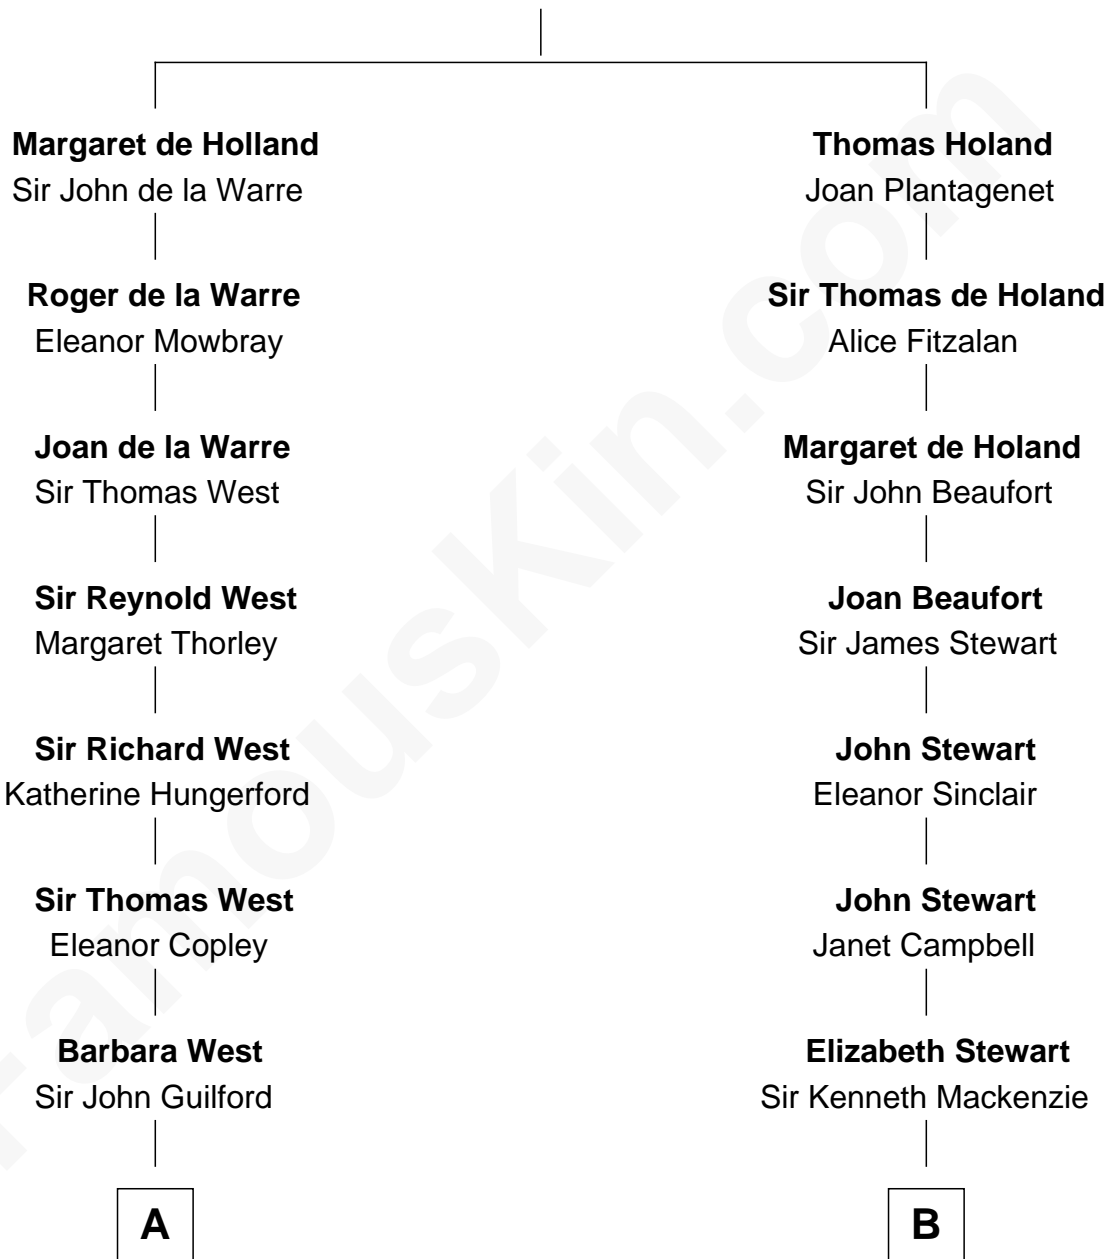 Margaret de Holland
Sir John de la Warre
Roger de la Warre
Eleanor Mowbray
Joan de la Warre
Sir Thomas West
Sir Reynold West
Margaret Thorley
Sir Richard West
Katherine Hungerford
Sir Thomas West
Eleanor Copley
Barbara West
Sir John Guilford
A
Thomas Holand
Joan Plantagenet
Sir Thomas de Holand
Alice Fitzalan
Margaret de Holand
Sir John Beaufort
Joan Beaufort
Sir James Stewart
John Stewart
Eleanor Sinclair
John Stewart
Janet Campbell
Elizabeth Stewart
Sir Kenneth Mackenzie
B
FamousKin.com